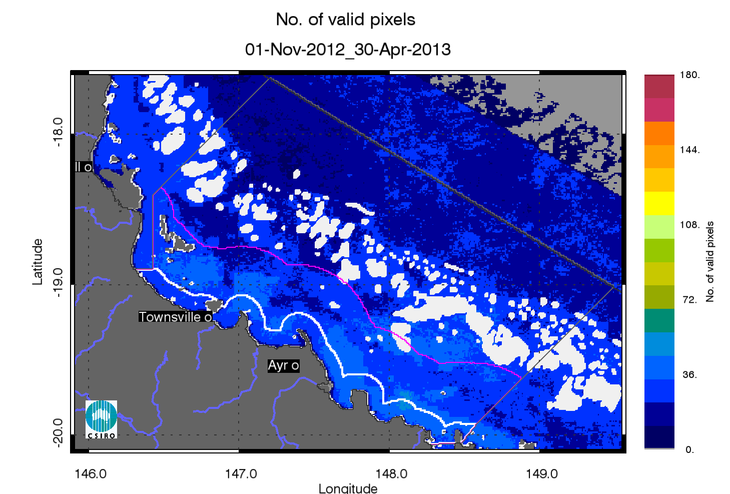 No. of valid pixels
01-Nov-2012_30-Apr-2013
180.
-18.0
144.
ll o
108.
Latitude
No. of valid pixels
-19.0
72.
Townsville o
Ayr o
36.
CSIRO
-20.0
0.
146.0 147.0 148.0 149.0
Longitude